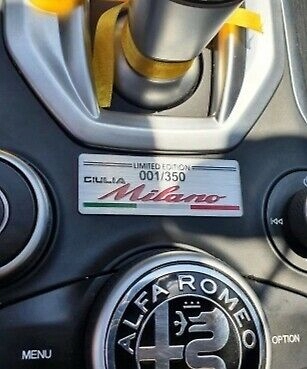 LIMITED EDITION
001/350
GIULIA Milano
ALFA ROMEO
MENU
OPTION